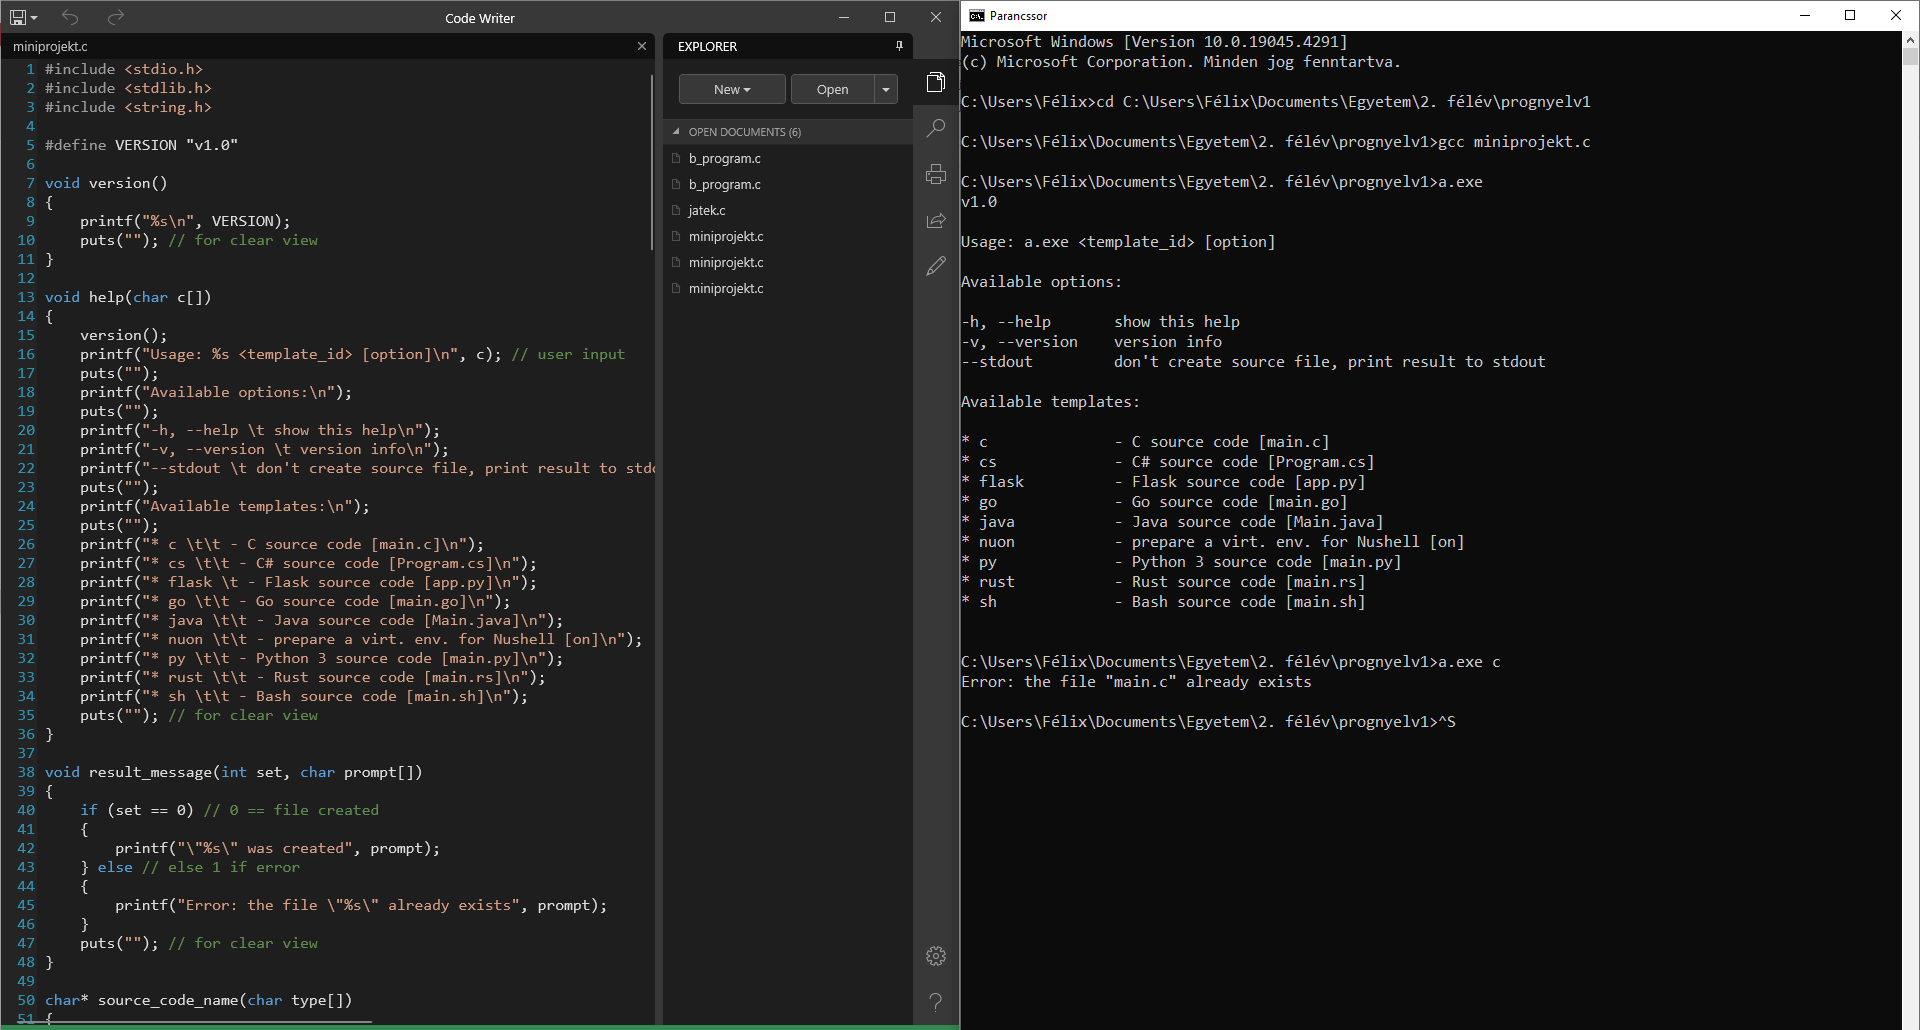 Code Writer
miniprojekt.c
1 #include <stdio.h>
2 #include <stdlib.h>
3 #include <string.h>
4
5 #define VERSION "v1.0"
6
7 void version()
8 {
9     printf("%s\n", VERSION);
10     puts(""); // for clear view
11 }
12
13 void help(char c[])
14 {
15     version();
16     printf("Usage: %s <template_id> [option]\n", c); // user input
17     puts("");
18     printf("Available options:\n");
19     puts("");
20     printf("-h, --help \t show this help\n");
21     printf("-v, --version \t version info\n");
22     printf("--stdout \t don't create source file, print result to stdo
23     puts("");
24     printf("Available templates:\n");
25     puts("");
26     printf("* c \t\t - C source code [main.c]\n");
27     printf("* cs \t\t - C# source code [Program.cs]\n");
28     printf("* flask \t - Flask source code [app.py]\n");
29     printf("* go \t\t - Go source code [main.go]\n");
30     printf("* java \t\t - Java source code [Main.java]\n");
31     printf("* nuon \t\t - prepare a virt. env. for Nushell [on]\n");
32     printf("* py \t\t - Python 3 source code [main.py]\n");
33     printf("* rust \t\t - Rust source code [main.rs]\n");
34     printf("* sh \t\t - Bash source code [main.sh]\n");
35     puts(""); // for clear view
36 }
37
38 void result_message(int set, char prompt[])
39 {
40     if (set == 0) // 0 == file created
41     {
42         printf("\"%s\" was created", prompt);
43     } else // else 1 if error
44     {
45         printf("Error: the file \"%s\" already exists", prompt);
46     }
47     puts(""); // for clear view
48 }
49
50 char* source_code_name(char type[])
51 {
EXPLORER
New
Open
OPEN DOCUMENTS (6)
b_program.c
b_program.c
jatek.c
miniprojekt.c
miniprojekt.c
miniprojekt.c
Parancssor
Microsoft Windows [Version 10.0.19045.4291]
(c) Microsoft Corporation. Minden jog fenntartva.
C:\Users\Félix>cd C:\Users\Félix\Documents\Egyetem\2. félév\prognyelv1
C:\Users\Félix\Documents\Egyetem\2. félév\prognyelv1>gcc miniprojekt.c
C:\Users\Félix\Documents\Egyetem\2. félév\prognyelv1>a.exe
v1.0
Usage: a.exe <template_id> [option]
Available options:
-h, --help       show this help
-v, --version    version info
--stdout         don't create source file, print result to stdout
Available templates:
* c              - C source code [main.c]
* cs             - C# source code [Program.cs]
* flask          - Flask source code [app.py]
* go             - Go source code [main.go]
* java           - Java source code [Main.java]
* nuon           - prepare a virt. env. for Nushell [on]
* py             - Python 3 source code [main.py]
* rust           - Rust source code [main.rs]
* sh             - Bash source code [main.sh]
C:\Users\Félix\Documents\Egyetem\2. félév\prognyelv1>a.exe c
Error: the file "main.c" already exists
C:\Users\Félix\Documents\Egyetem\2. félév\prognyelv1>^S